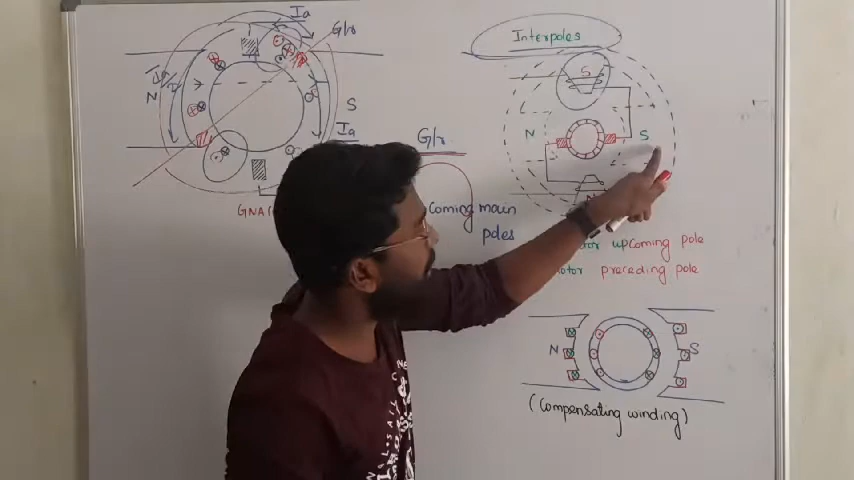 Ia
G/r
N
S
Ia
GNA
G/r
Coming main
poles
Interpoles
S
N
S
N
upcoming pole
preceding pole
N
S
(Compensating winding)